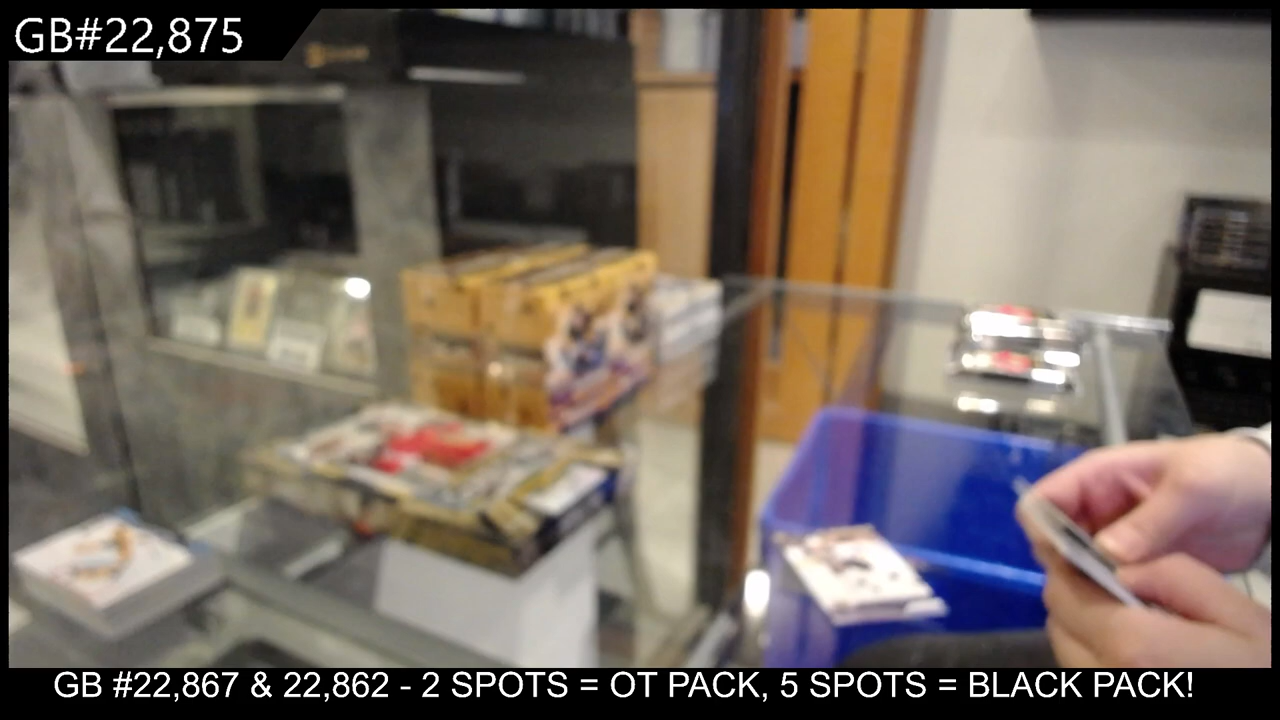 GB#22,875
GB #22,867 & 22,862 - 2 SPOTS = OT PACK, 5 SPOTS = BLACK PACK!